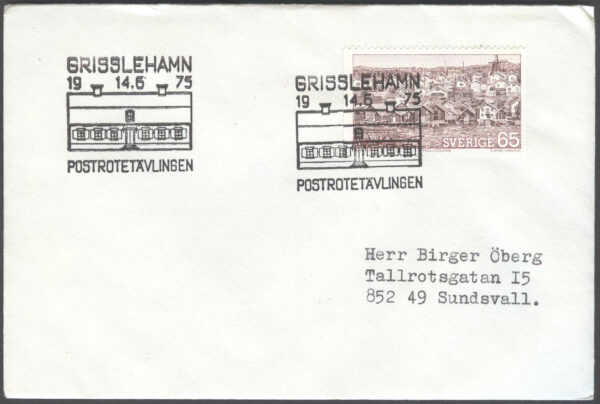 GRISSLEHAMN
19 14.6 75
POSTROTETÄVLINGEN
GRISSLEHAMN
19 14.6 75
POSTROTETÄVLINGEN
SVERIGE 65
Herr Birger Öberg
Tallrotsgatan I5
852 49 Sundsvall.